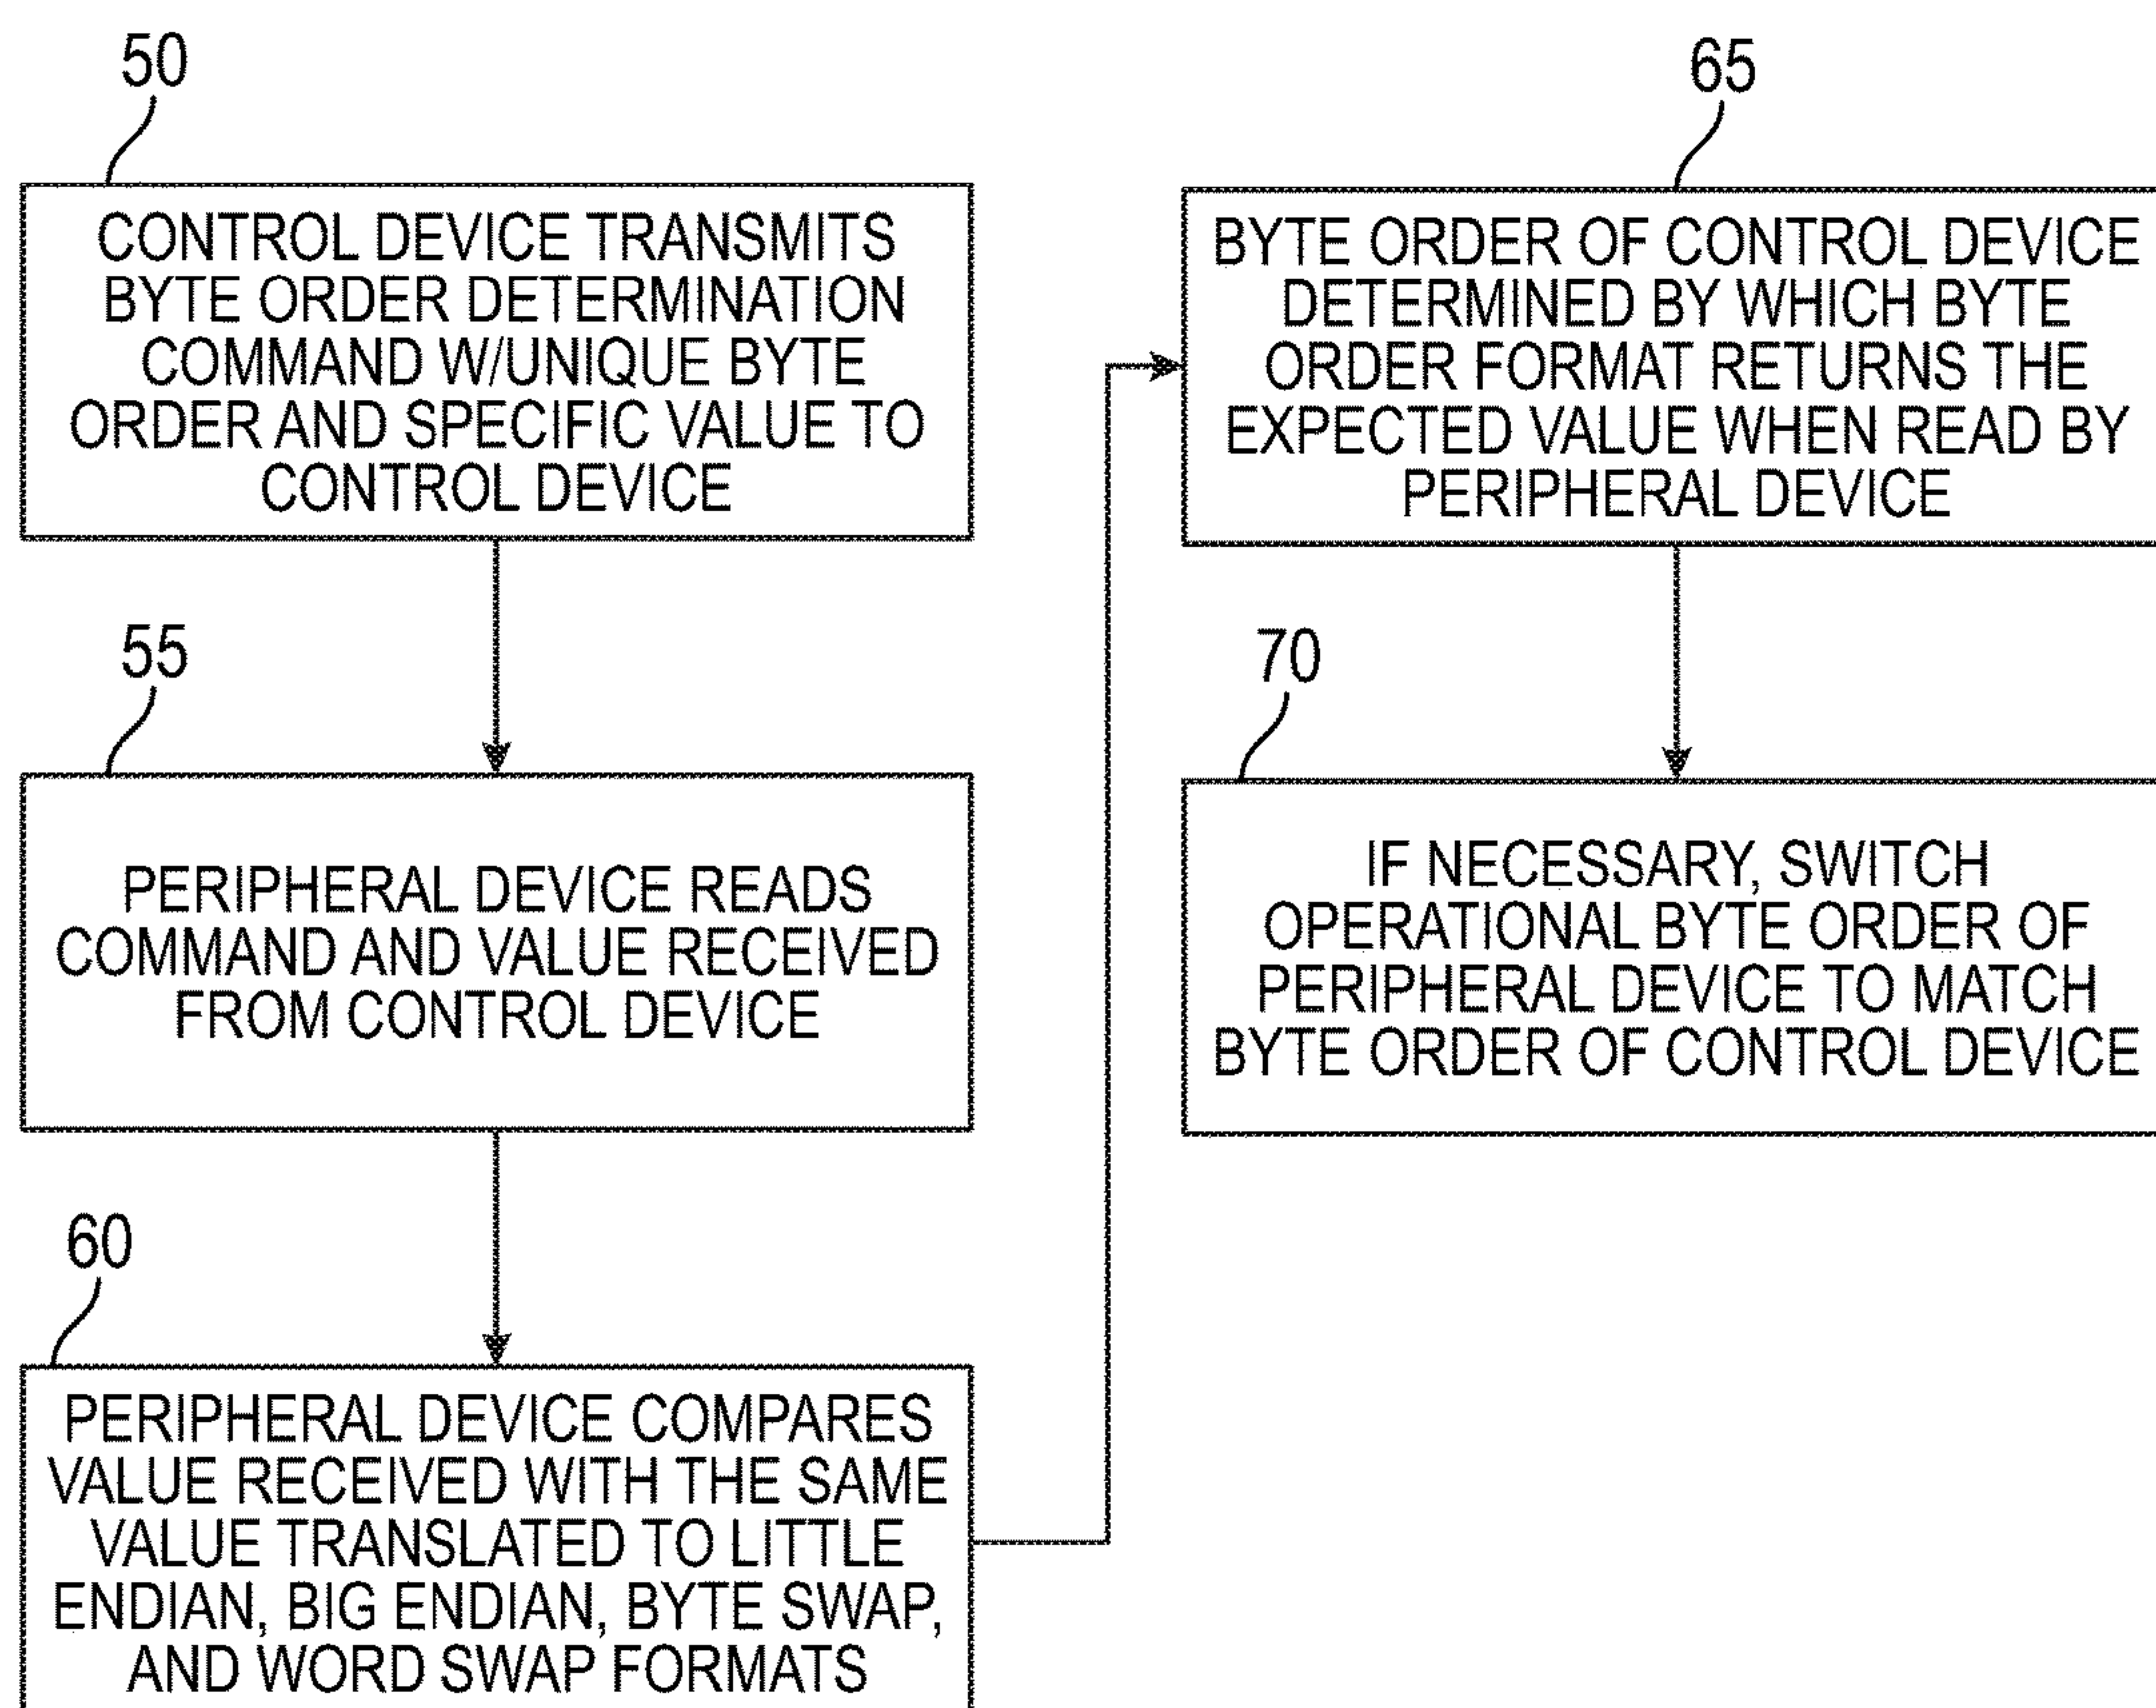 50
CONTROL DEVICE TRANSMITS
BYTE ORDER DETERMINATION
COMMAND W/UNIQUE BYTE
ORDER AND SPECIFIC VALUE TO
CONTROL DEVICE
55
PERIPHERAL DEVICE READS
COMMAND AND VALUE RECEIVED
FROM CONTROL DEVICE
60
PERIPHERAL DEVICE COMPARES
VALUE RECEIVED WITH THE SAME
VALUE TRANSLATED TO LITTLE
ENDIAN, BIG ENDIAN, BYTE SWAP,
AND WORD SWAP FORMATS
65
BYTE ORDER OF CONTROL DEVICE
DETERMINED BY WHICH BYTE
ORDER FORMAT RETURNS THE
EXPECTED VALUE WHEN READ BY
PERIPHERAL DEVICE
70
IF NECESSARY, SWITCH
OPERATIONAL BYTE ORDER OF
PERIPHERAL DEVICE TO MATCH
BYTE ORDER OF CONTROL DEVICE